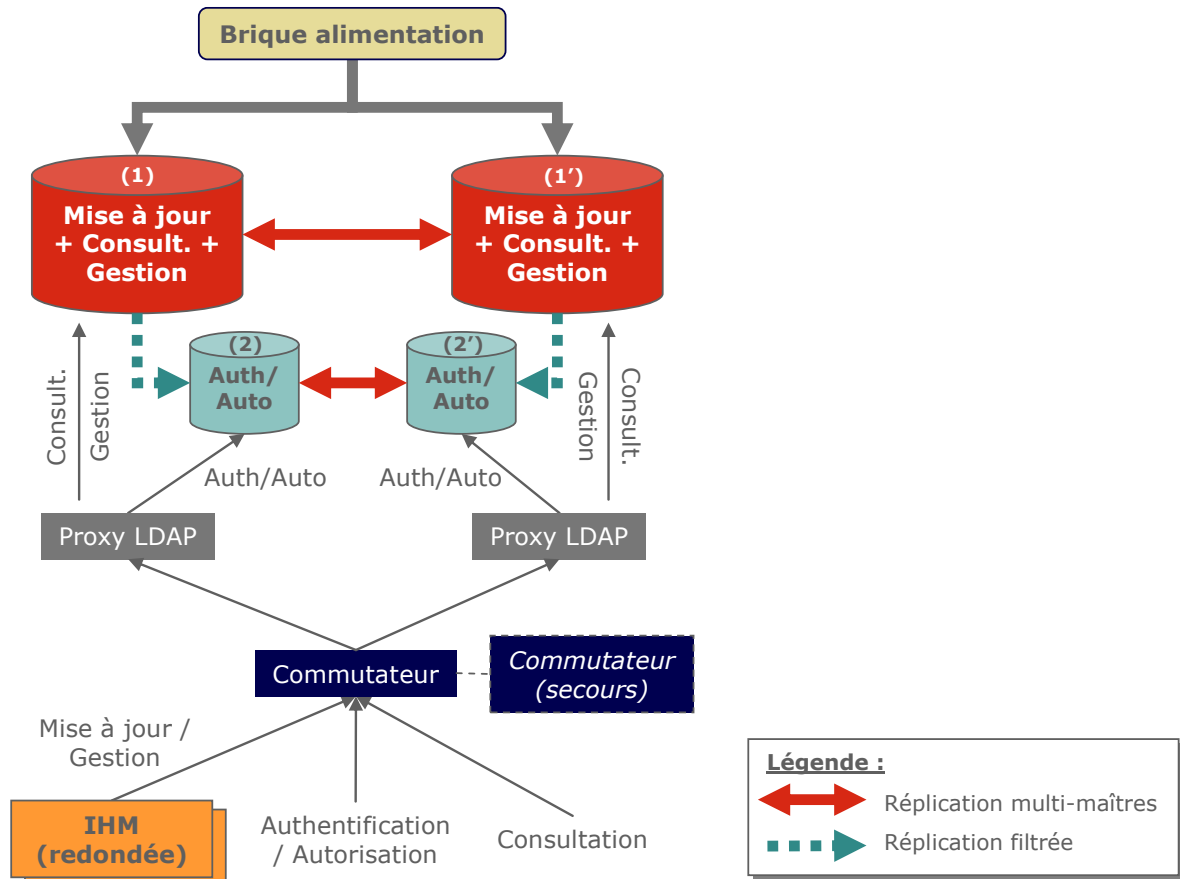 Brique alimentation
(1)
Mise à jour
+ Consult. +
Gestion
(1')
Mise à jour
+ Consult. +
Gestion
(2)
Auth/
Auto
(2')
Auth/
Auto
Consult.
Gestion
Gestion
Consult.
Auth/Auto
Auth/Auto
Proxy LDAP
Proxy LDAP
Commutateur
Commutateur
(secours)
Mise à jour /
Gestion
IHM
(redondée)
Authentification
/ Autorisation
Consultation
Légende :
Réplication multi-maîtres
Réplication filtrée